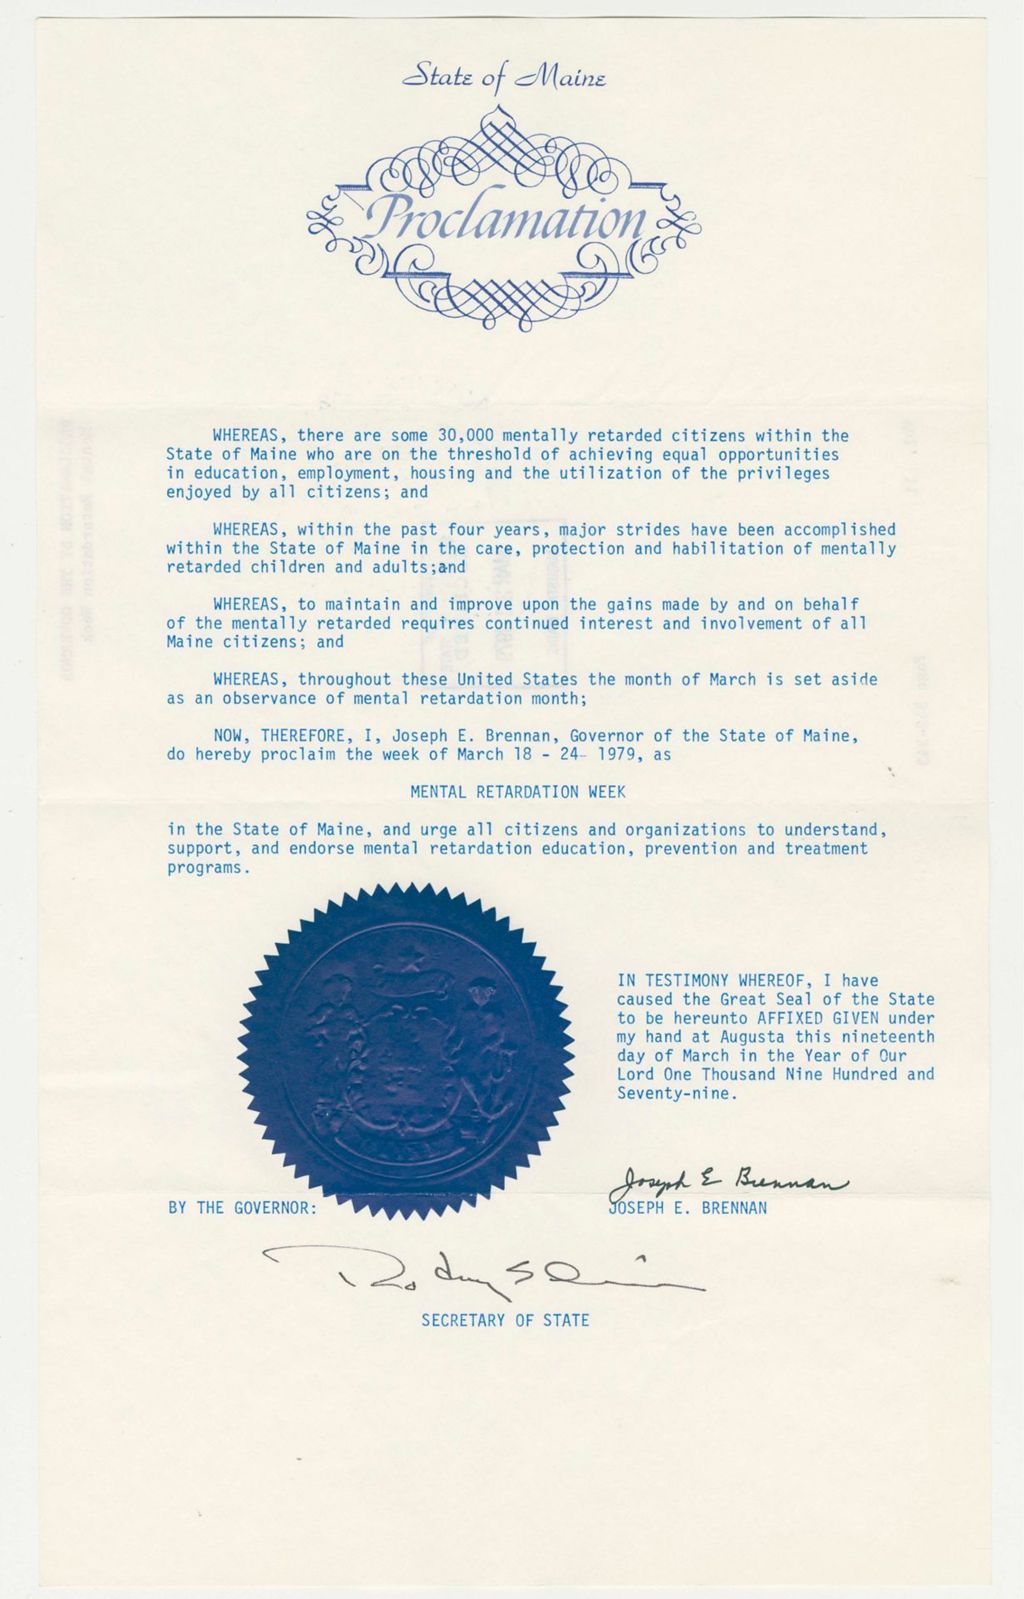 State of Maine
Proclamation
WHEREAS, there are some 30,000 mentally retarded citizens within the
State of Maine who are on the threshold of achieving equal opportunities
in education, employment, housing and the utilization of the privileges
enjoyed by all citizens; and
WHEREAS, within the past four years, major strides have been accomplished
within the State of Maine in the care, protection and habilitation of mentally
retarded children and adults;and
WHEREAS, to maintain and improve upon the gains made by and on behalf
of the mentally retarded requires continued interest and involvement of all
Maine citizens; and
WHEREAS, throughout these United States the month of March is set aside
as an observance of mental retardation month;
NOW, THEREFORE, I, Joseph E. Brennan, Governor of the State of Maine,
do hereby proclaim the week of March 18 - 24- 1979, as
MENTAL RETARDATION WEEK
in the State of Maine, and urge all citizens and organizations to understand,
support, and endorse mental retardation education, prevention and treatment
programs.
IN TESTIMONY WHEREOF, I have
caused the Great Seal of the State
to be hereunto AFFIXED GIVEN under
my hand at Augusta this nineteenth
day of March in the Year of Our
Lord One Thousand Nine Hundred and
Seventy-nine.
Joseph E Brennan
BY THE GOVERNOR:
JOSEPH E. BRENNAN
Rodney S
SECRETARY OF STATE